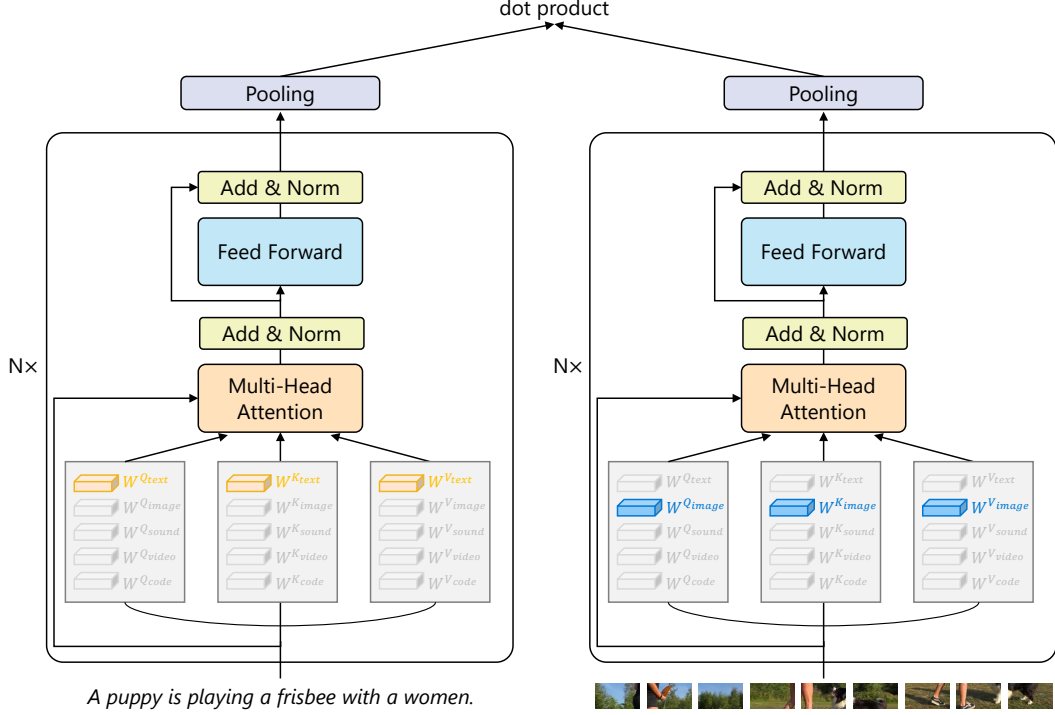 dot product
Pooling
Pooling
Add & Norm
Add & Norm
Feed Forward
Feed Forward
Add & Norm
Add & Norm
N×
N×
Multi-Head
Attention
Multi-Head
Attention
W^Q_text
W^K_text
W^V_text
W^Q_text
W^K_text
W^V_text
W^Q_image
W^K_image
W^V_image
W^Q_image
W^K_image
W^V_image
W^Q_sound
W^K_sound
W^V_sound
W^Q_sound
W^K_sound
W^V_sound
W^Q_video
W^K_video
W^V_video
W^Q_video
W^K_video
W^V_video
W^Q_code
W^K_code
W^V_code
W^Q_code
W^K_code
W^V_code
A puppy is playing a frisbee with a women.